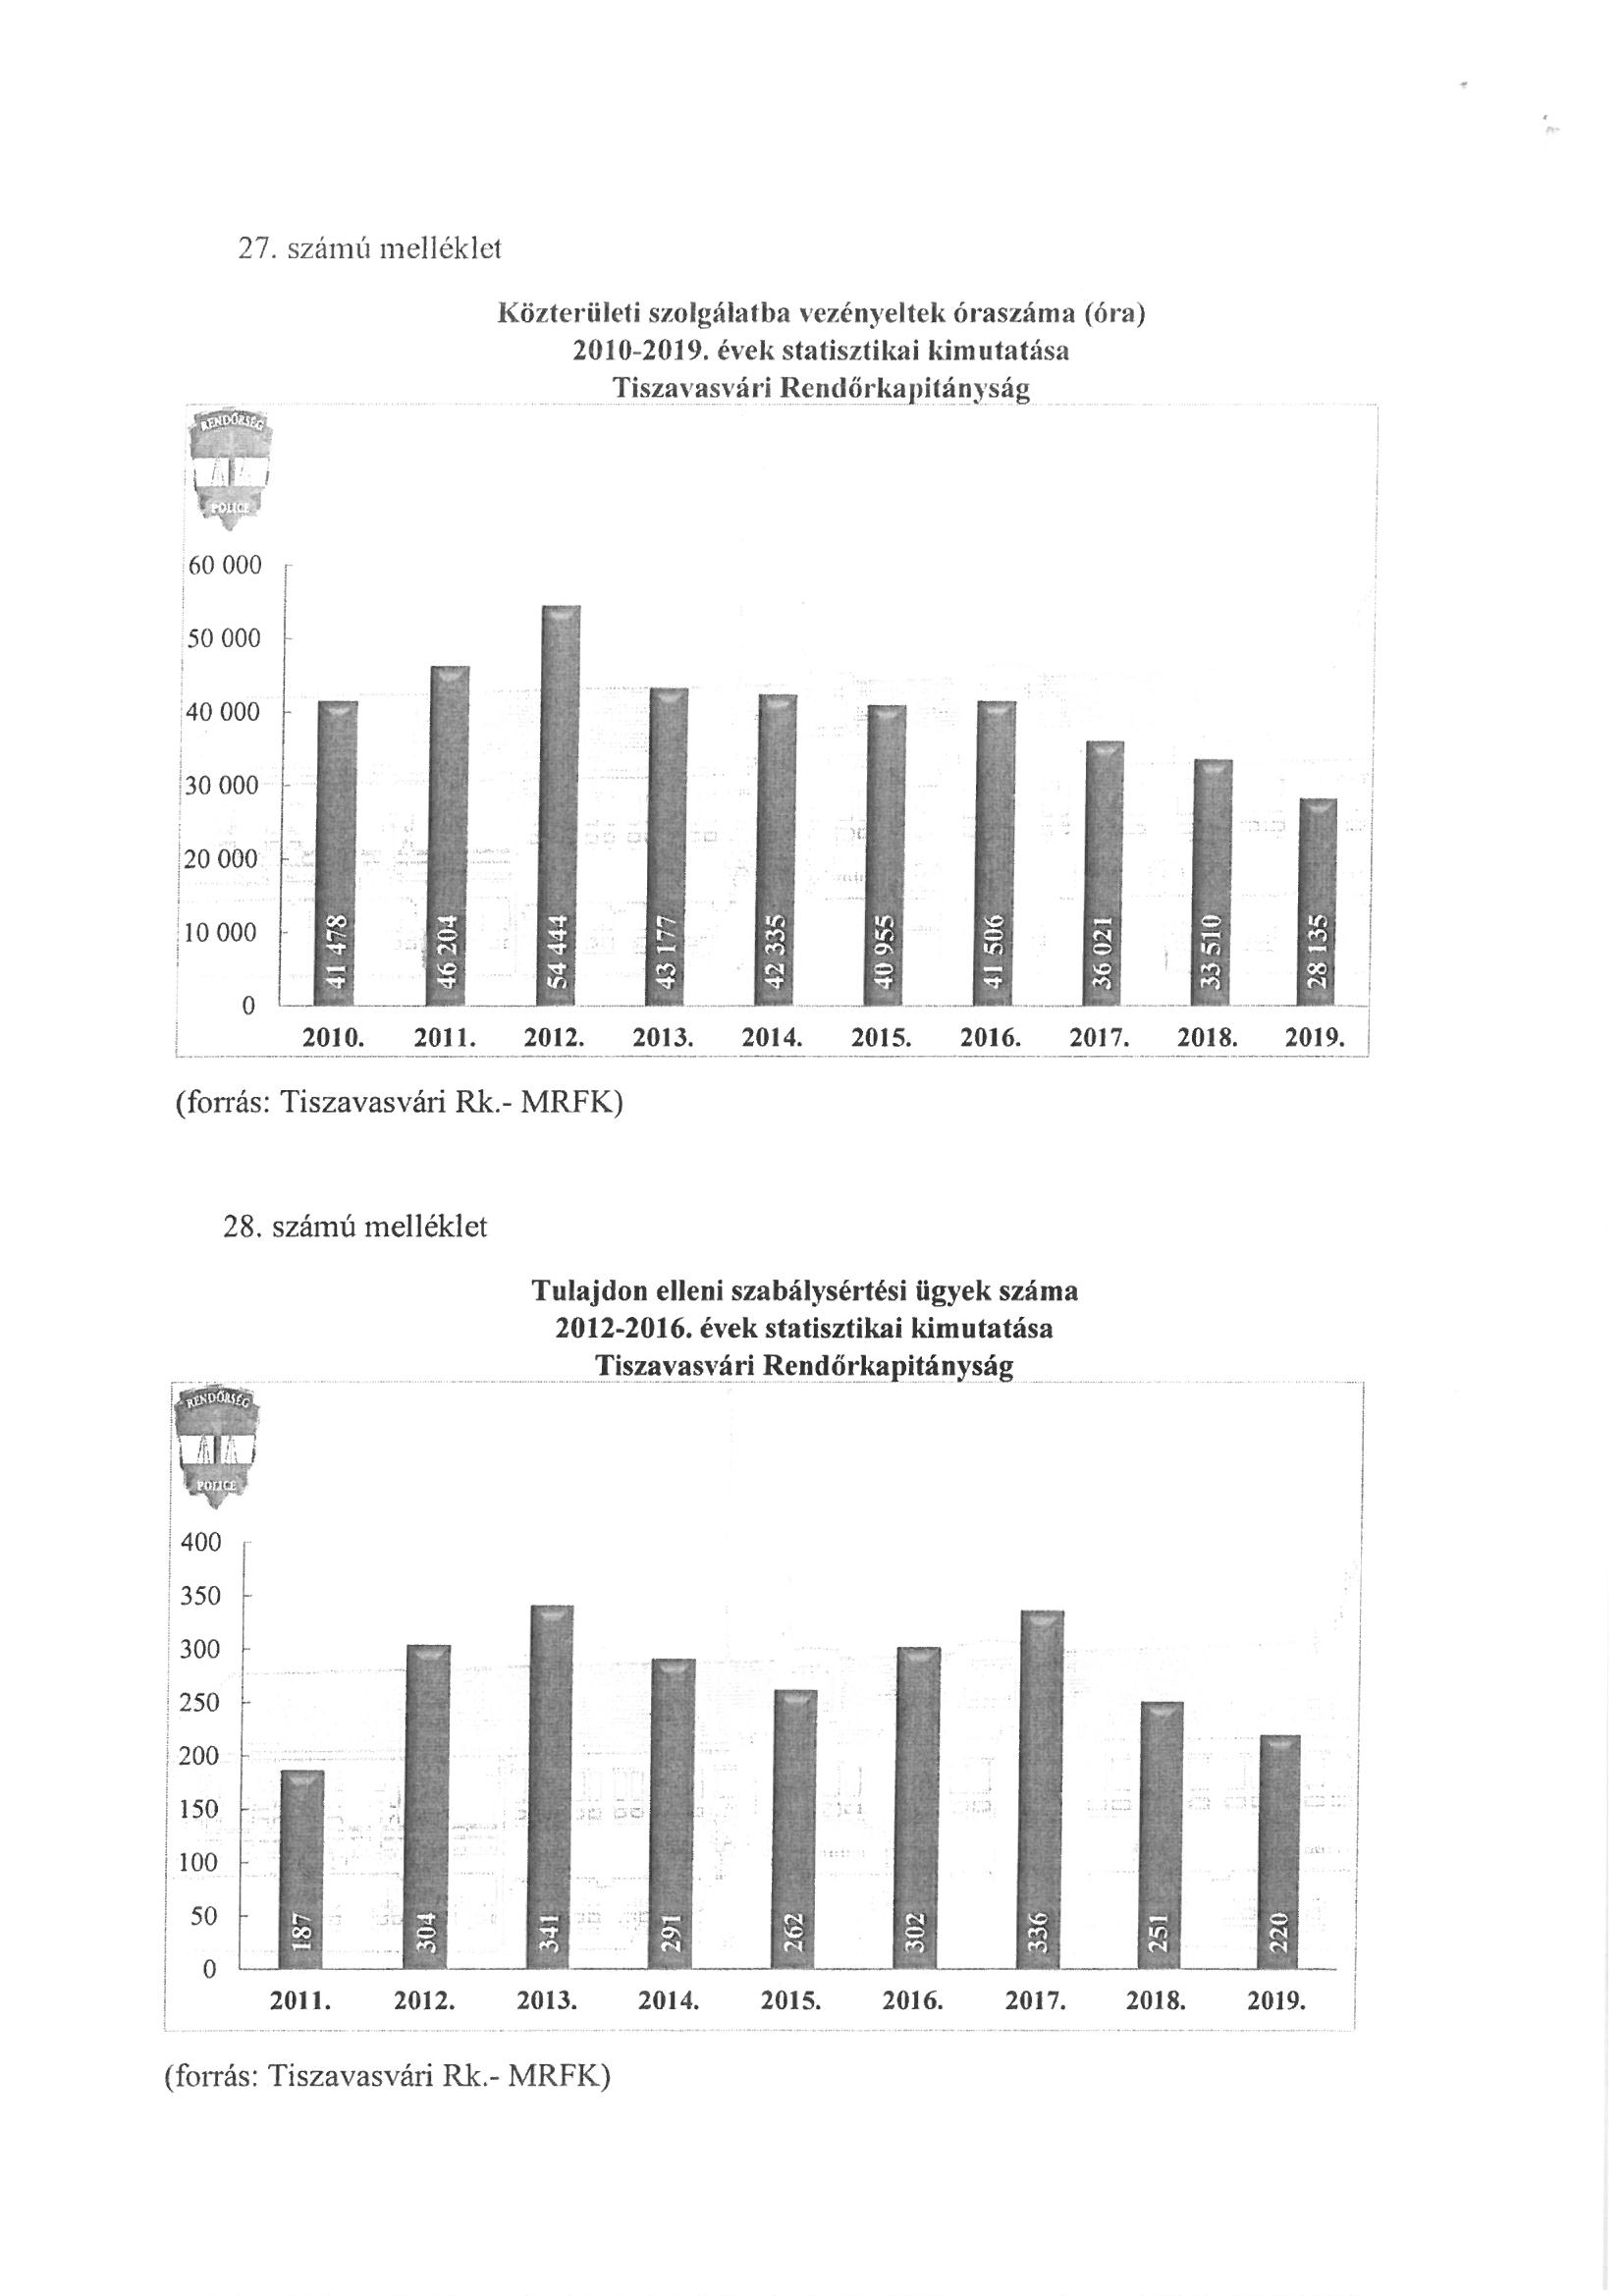 27. számú melléklet
Közterületi szolgálatba vezényeltek óraszáma (óra)
2010-2019. évek statisztikai kimutatása
Tiszavasvári Rendőrkapitányság
RENDŐRSÉG
POLICE
60 000
50 000
40 000
30 000
20 000
10 000
0
41 478
46 204
54 444
43 177
42 335
40 955
41 506
36 021
33 510
28 135
2010. 2011. 2012. 2013. 2014. 2015. 2016. 2017. 2018. 2019.
(forrás: Tiszavasvári Rk.- MRFK)
28. számú melléklet
Tulajdon elleni szabálysértési ügyek száma
2012-2016. évek statisztikai kimutatása
Tiszavasvári Rendőrkapitányság
RENDŐRSÉG
POLICE
400
350
300
250
200
150
100
50
0
187
304
341
291
262
302
336
251
220
2011. 2012. 2013. 2014. 2015. 2016. 2017. 2018. 2019.
(forrás: Tiszavasvári Rk.- MRFK)